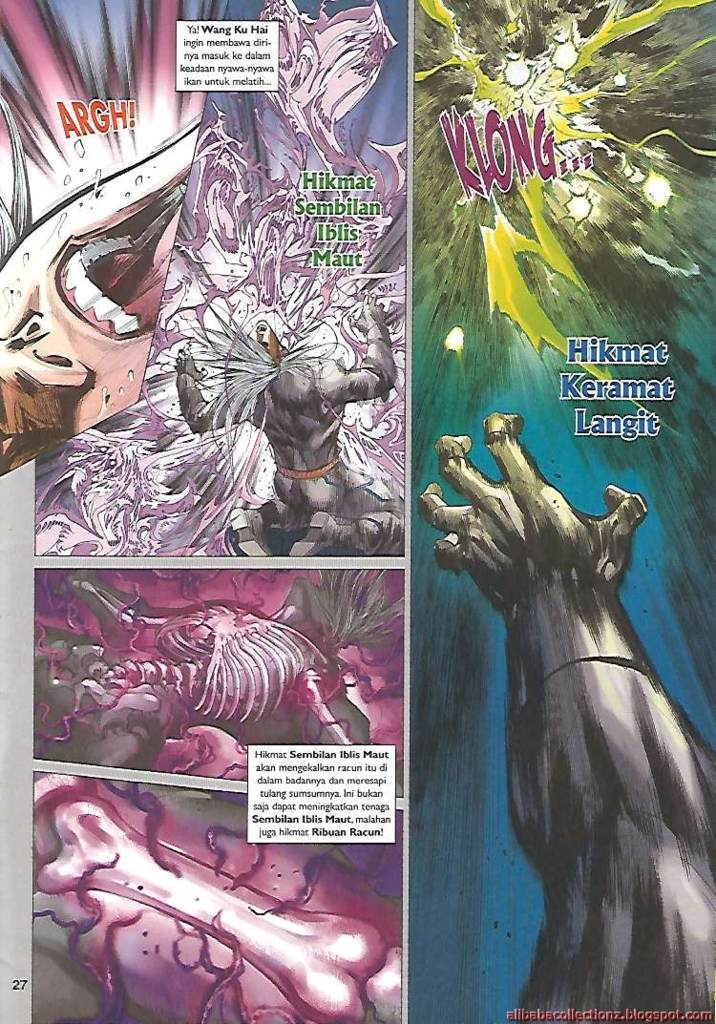 Ya! Wang Ku Hai
ingin membawa diri-
nya masuk ke dalam
keadaan nyawa-nyawa
ikan untuk melatih...
ARGH!
Hikmat
Sembilan
Iblis
Maut
KLONG...
Hikmat
Keramat
Langit
Hikmat Sembilan Iblis Maut
akan mengekalkan racun itu di
dalam badannya dan meresapi
tulang sumsumnya. Ini bukan
saja dapat meningkatkan tenaga
Sembilan Iblis Maut, malahan
juga hikmat Ribuan Racun!
27
alibabacollectionz.blogspot.com